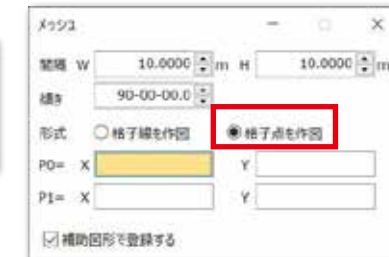 メッシュ
間隔 W 10.0000 m H 10.0000 m
傾き 90-00-00.0
形式 格子線を作図 格子点を作図
P0= X Y
P1= X Y
補助図形で登録する